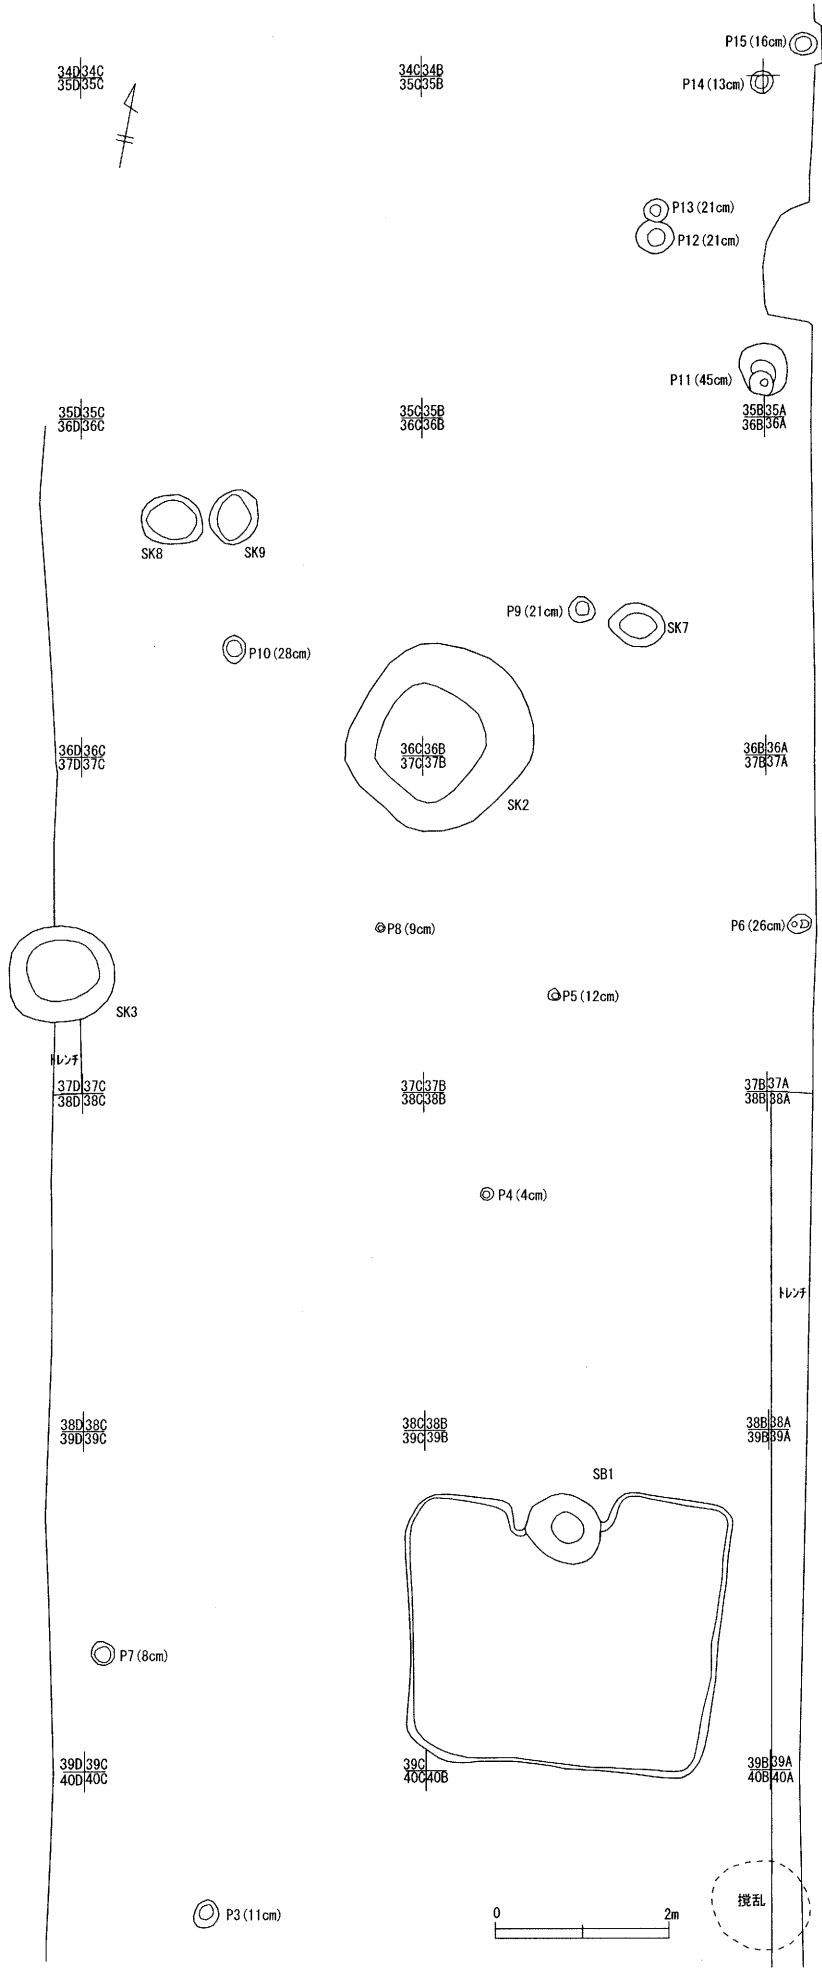 P15(16cm)
34D 34C
35D 35C
34C 34B
35C 35B
P14(13cm)
P13(21cm)
P12(21cm)
P11(45cm)
35D 35C
36D 36C
35C 35B
36C 36B
35B 35A
36B 36A
SK8
SK9
P9(21cm)
SK7
P10(28cm)
36D 36C
37D 37C
36C 36B
37C 37B
36B 36A
37B 37A
SK2
P8(9cm)
P6(26cm)
P5(12cm)
SK3
トレンチ
37D 37C
38D 38C
37C 37B
38C 38B
37B 37A
38B 38A
P4(4cm)
トレンチ
38D 38C
39D 39C
38C 38B
39C 39B
38B 38A
39B 39A
SB1
P7(8cm)
39D 39C
40D 40C
39C
40C 40B
39B 39A
40B 40A
撹乱
P3(11cm)
0 2m